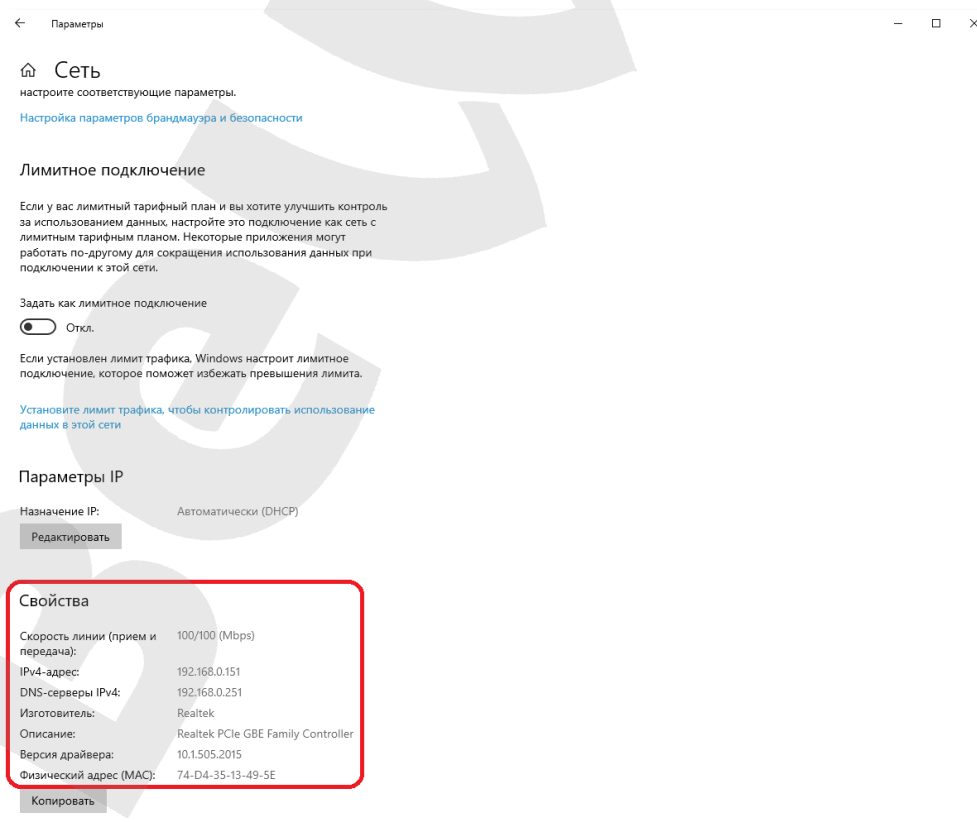 Параметры
Сеть
настройте соответствующие параметры.
Настройка параметров брандмауэра и безопасности
Лимитное подключение
Если у вас лимитный тарифный план и вы хотите улучшить контроль
за использованием данных, настройте это подключение как сеть с
лимитным тарифным планом. Некоторые приложения могут
работать по-другому для сокращения использования данных при
подключении к этой сети.
Задать как лимитное подключение
Откл.
Если установлен лимит трафика, Windows настроит лимитное
подключение, которое поможет избежать превышения лимита.
Установите лимит трафика, чтобы контролировать использование
данных в этой сети
Параметры IP
Назначение IP: Автоматически (DHCP)
Редактировать
Свойства
Скорость линии (прием и 100/100 (Mbps)
передача):
IPv4-адрес: 192.168.0.151
DNS-серверы IPv4: 192.168.0.251
Изготовитель: Realtek
Описание: Realtek PCIe GBE Family Controller
Версия драйвера: 10.1.505.2015
Физический адрес (MAC): 74-D4-35-13-49-5E
Копировать